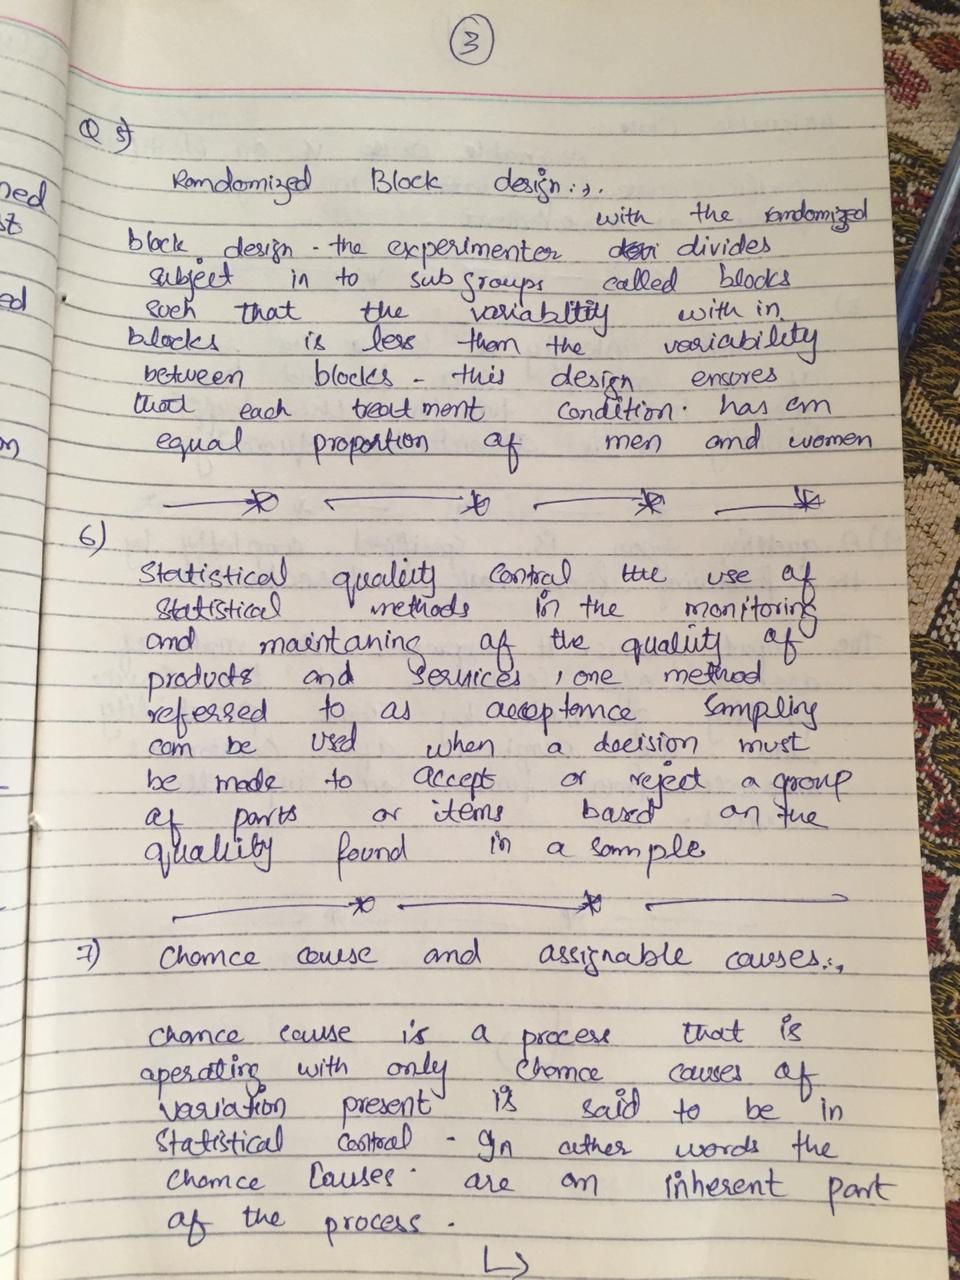 3
Q 5)
Randomized Block design :,.
with the randomized
block design - the experimenter divides
subject in to sub groups called blocks
such that the variability with in
blocks is less than the variability
between blocks - this design ensores
that each treatment condition. has an
equal proportion of men and women
6)
Statistical quality control the use of
statistical methods in the monitoring
and maintaning of the quality of
products and services, one method
referred to as acceptance sampling
can be used when a decision must
be made to accept or reject a group
of parts or items based on the
quality found in a sample
7) Chance cause and assignable causes :,
chance cause is a process that is
operating with only chance causes of
variation present is said to be in
statistical control - In other words the
chance causes. are an inherent part
of the process.
ned
st
ed
on